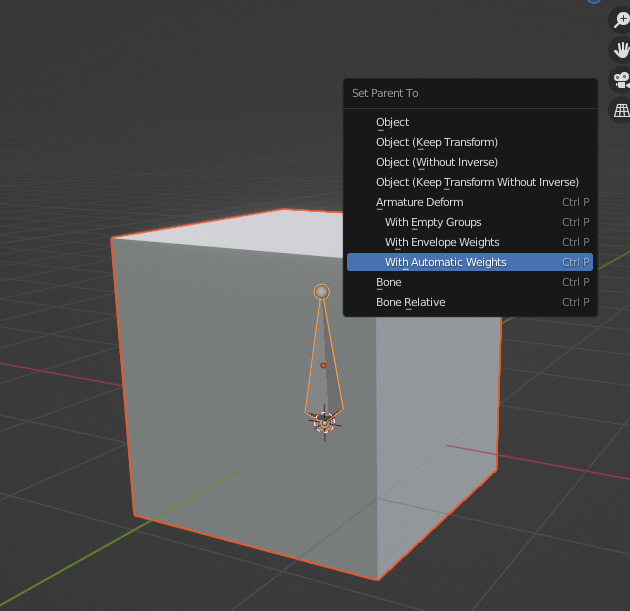 Set Parent To
Object
Object (Keep Transform)
Object (Without Inverse)
Object (Keep Transform Without Inverse)
Armature Deform Ctrl P
With Empty Groups Ctrl P
With Envelope Weights Ctrl P
With Automatic Weights Ctrl P
Bone Ctrl P
Bone Relative Ctrl P